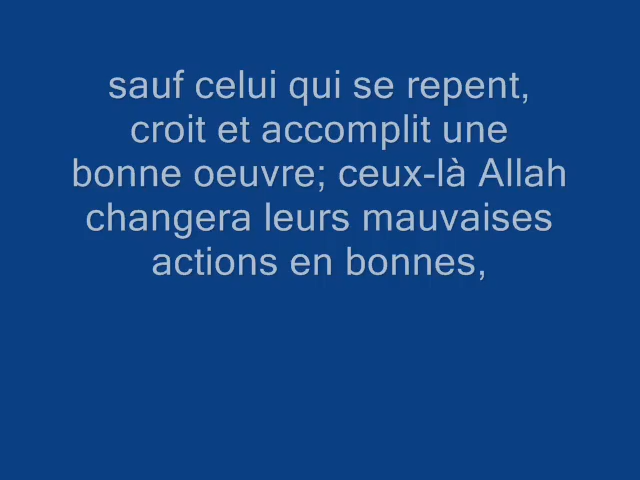 sauf celui qui se repent,
croit et accomplit une
bonne oeuvre; ceux-là Allah
changera leurs mauvaises
actions en bonnes,